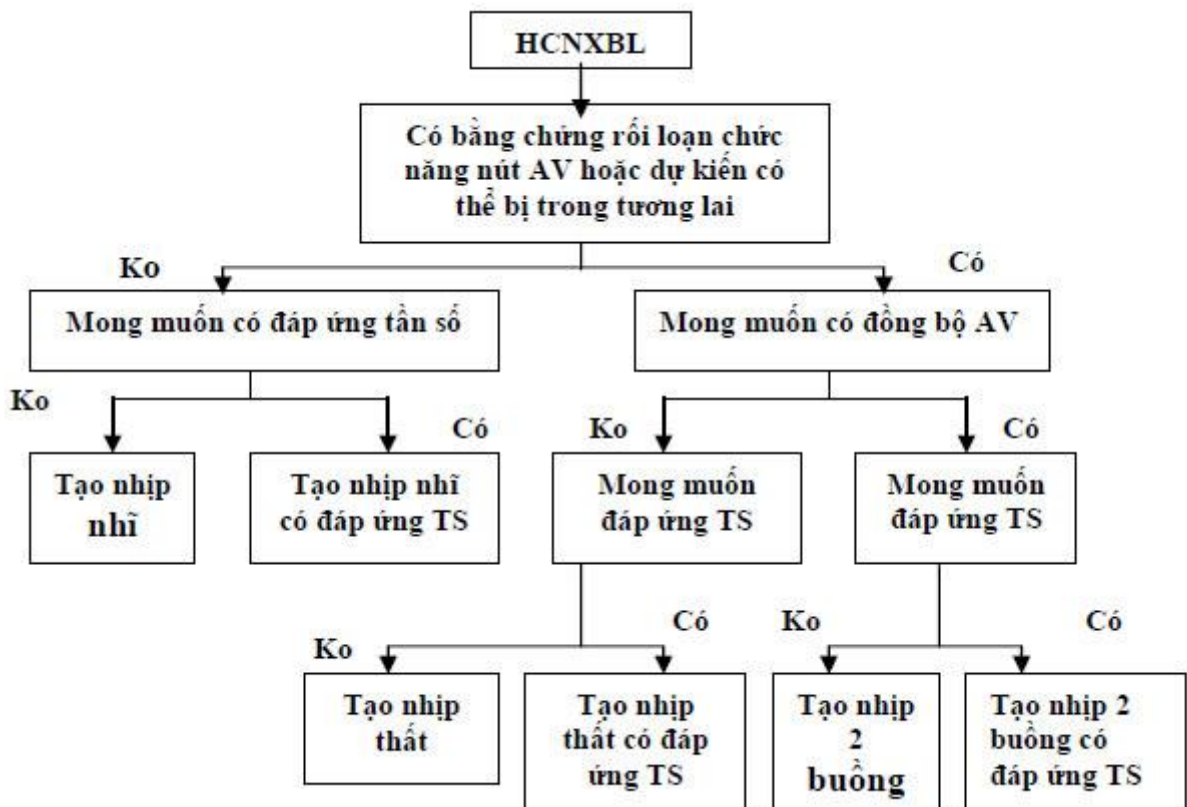 HCNXBL
Có bằng chứng rối loạn chức
năng nút AV hoặc dự kiến có
thể bị trong tương lai
Ko
Có
Mong muốn có đáp ứng tần số
Mong muốn có đồng bộ AV
Ko
Có
Ko
Có
Tạo nhịp
nhĩ
Tạo nhịp nhĩ
có đáp ứng TS
Mong muốn
đáp ứng TS
Mong muốn
đáp ứng TS
Ko
Có
Ko
Có
Tạo nhịp
thất
Tạo nhịp
thất có đáp
ứng TS
Tạo nhịp
2
buồng
Tạo nhịp 2
buồng có
đáp ứng TS